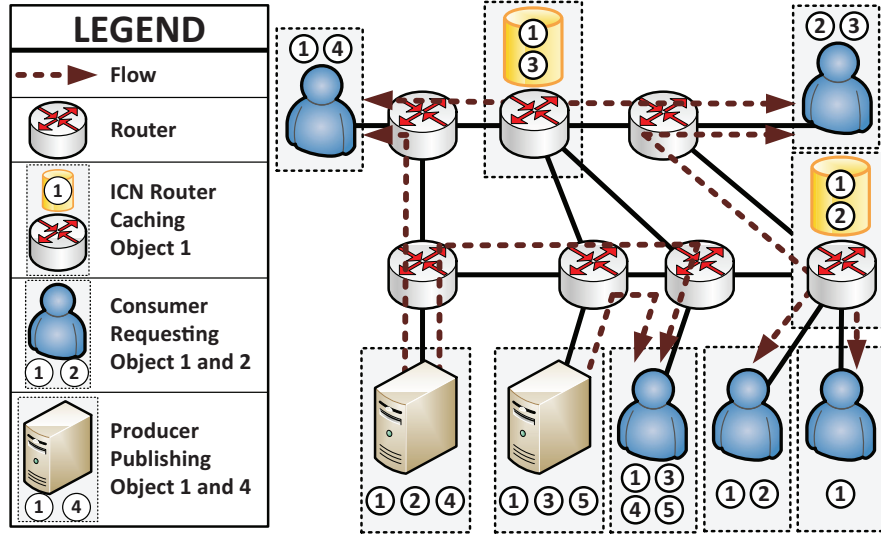 LEGEND
Flow
Router
1
ICN Router
Caching
Object 1
Consumer
Requesting
Object 1 and 2
1 2
Producer
Publishing
Object 1 and 4
1 4
1 4
1
3
2 3
1
2
1 2 4
1 3 5
1 3
4 5
1 2
1